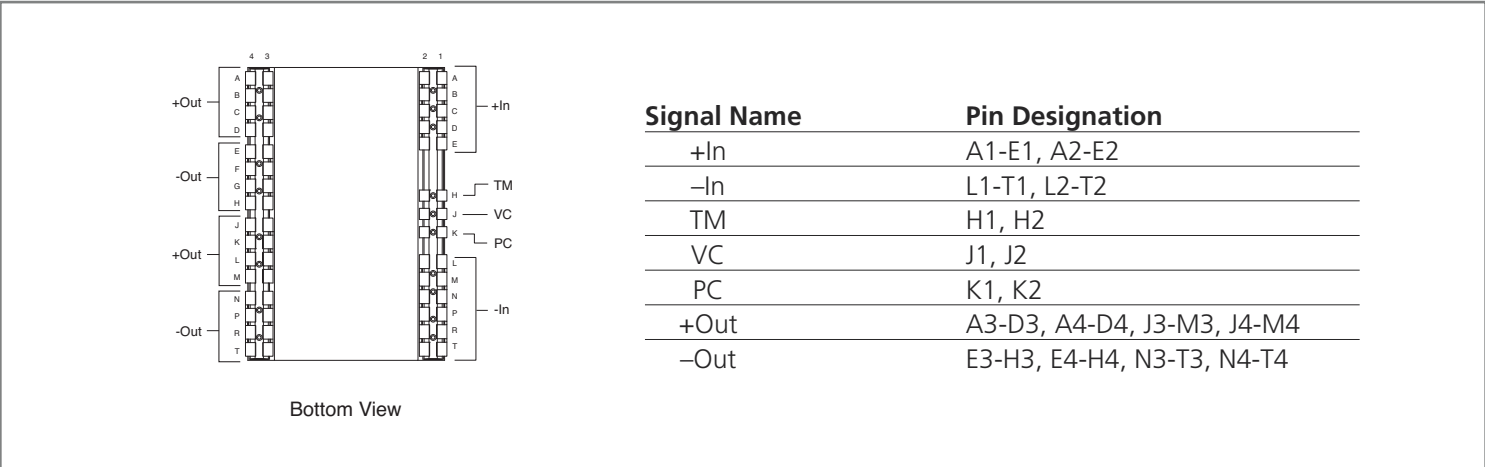 4 3
2 1
A
B
C
D
E
F
G
H
J
K
L
M
N
P
R
T
+Out
-Out
+Out
-Out
A
B
C
D
E
H
J
K
L
M
N
P
R
T
+In
TM
VC
PC
-In
Bottom View
Signal Name Pin Designation
+In A1-E1, A2-E2
–In L1-T1, L2-T2
TM H1, H2
VC J1, J2
PC K1, K2
+Out A3-D3, A4-D4, J3-M3, J4-M4
–Out E3-H3, E4-H4, N3-T3, N4-T4